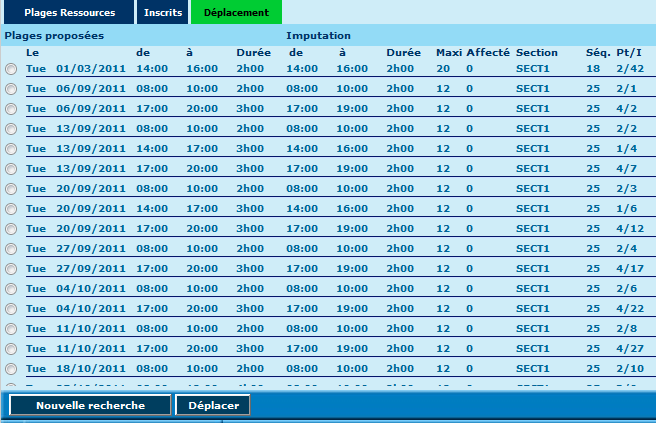 Plages Ressources Inscrits Déplacement
Plages proposées Imputation
Le de à Durée de à Durée Maxi Affecté Section Séq. Pt/I
Tue 01/03/2011 14:00 16:00 2h00 14:00 16:00 2h00 20 0 SECT1 18 2/42
Tue 06/09/2011 08:00 10:00 2h00 08:00 10:00 2h00 12 0 SECT1 25 2/1
Tue 06/09/2011 17:00 20:00 3h00 17:00 19:00 2h00 12 0 SECT1 25 4/2
Tue 13/09/2011 08:00 10:00 2h00 08:00 10:00 2h00 12 0 SECT1 25 2/2
Tue 13/09/2011 14:00 17:00 3h00 14:00 16:00 2h00 12 0 SECT1 25 1/4
Tue 13/09/2011 17:00 20:00 3h00 17:00 19:00 2h00 12 0 SECT1 25 4/7
Tue 20/09/2011 08:00 10:00 2h00 08:00 10:00 2h00 12 0 SECT1 25 2/3
Tue 20/09/2011 14:00 17:00 3h00 14:00 16:00 2h00 12 0 SECT1 25 1/6
Tue 20/09/2011 17:00 20:00 3h00 17:00 19:00 2h00 12 0 SECT1 25 4/12
Tue 27/09/2011 08:00 10:00 2h00 08:00 10:00 2h00 12 0 SECT1 25 2/4
Tue 27/09/2011 17:00 20:00 3h00 17:00 19:00 2h00 12 0 SECT1 25 4/17
Tue 04/10/2011 08:00 10:00 2h00 08:00 10:00 2h00 12 0 SECT1 25 2/6
Tue 04/10/2011 17:00 20:00 3h00 17:00 19:00 2h00 12 0 SECT1 25 4/22
Tue 11/10/2011 08:00 10:00 2h00 08:00 10:00 2h00 12 0 SECT1 25 2/8
Tue 11/10/2011 17:00 20:00 3h00 17:00 19:00 2h00 12 0 SECT1 25 4/27
Tue 18/10/2011 08:00 10:00 2h00 08:00 10:00 2h00 12 0 SECT1 25 2/10
Nouvelle recherche Déplacer